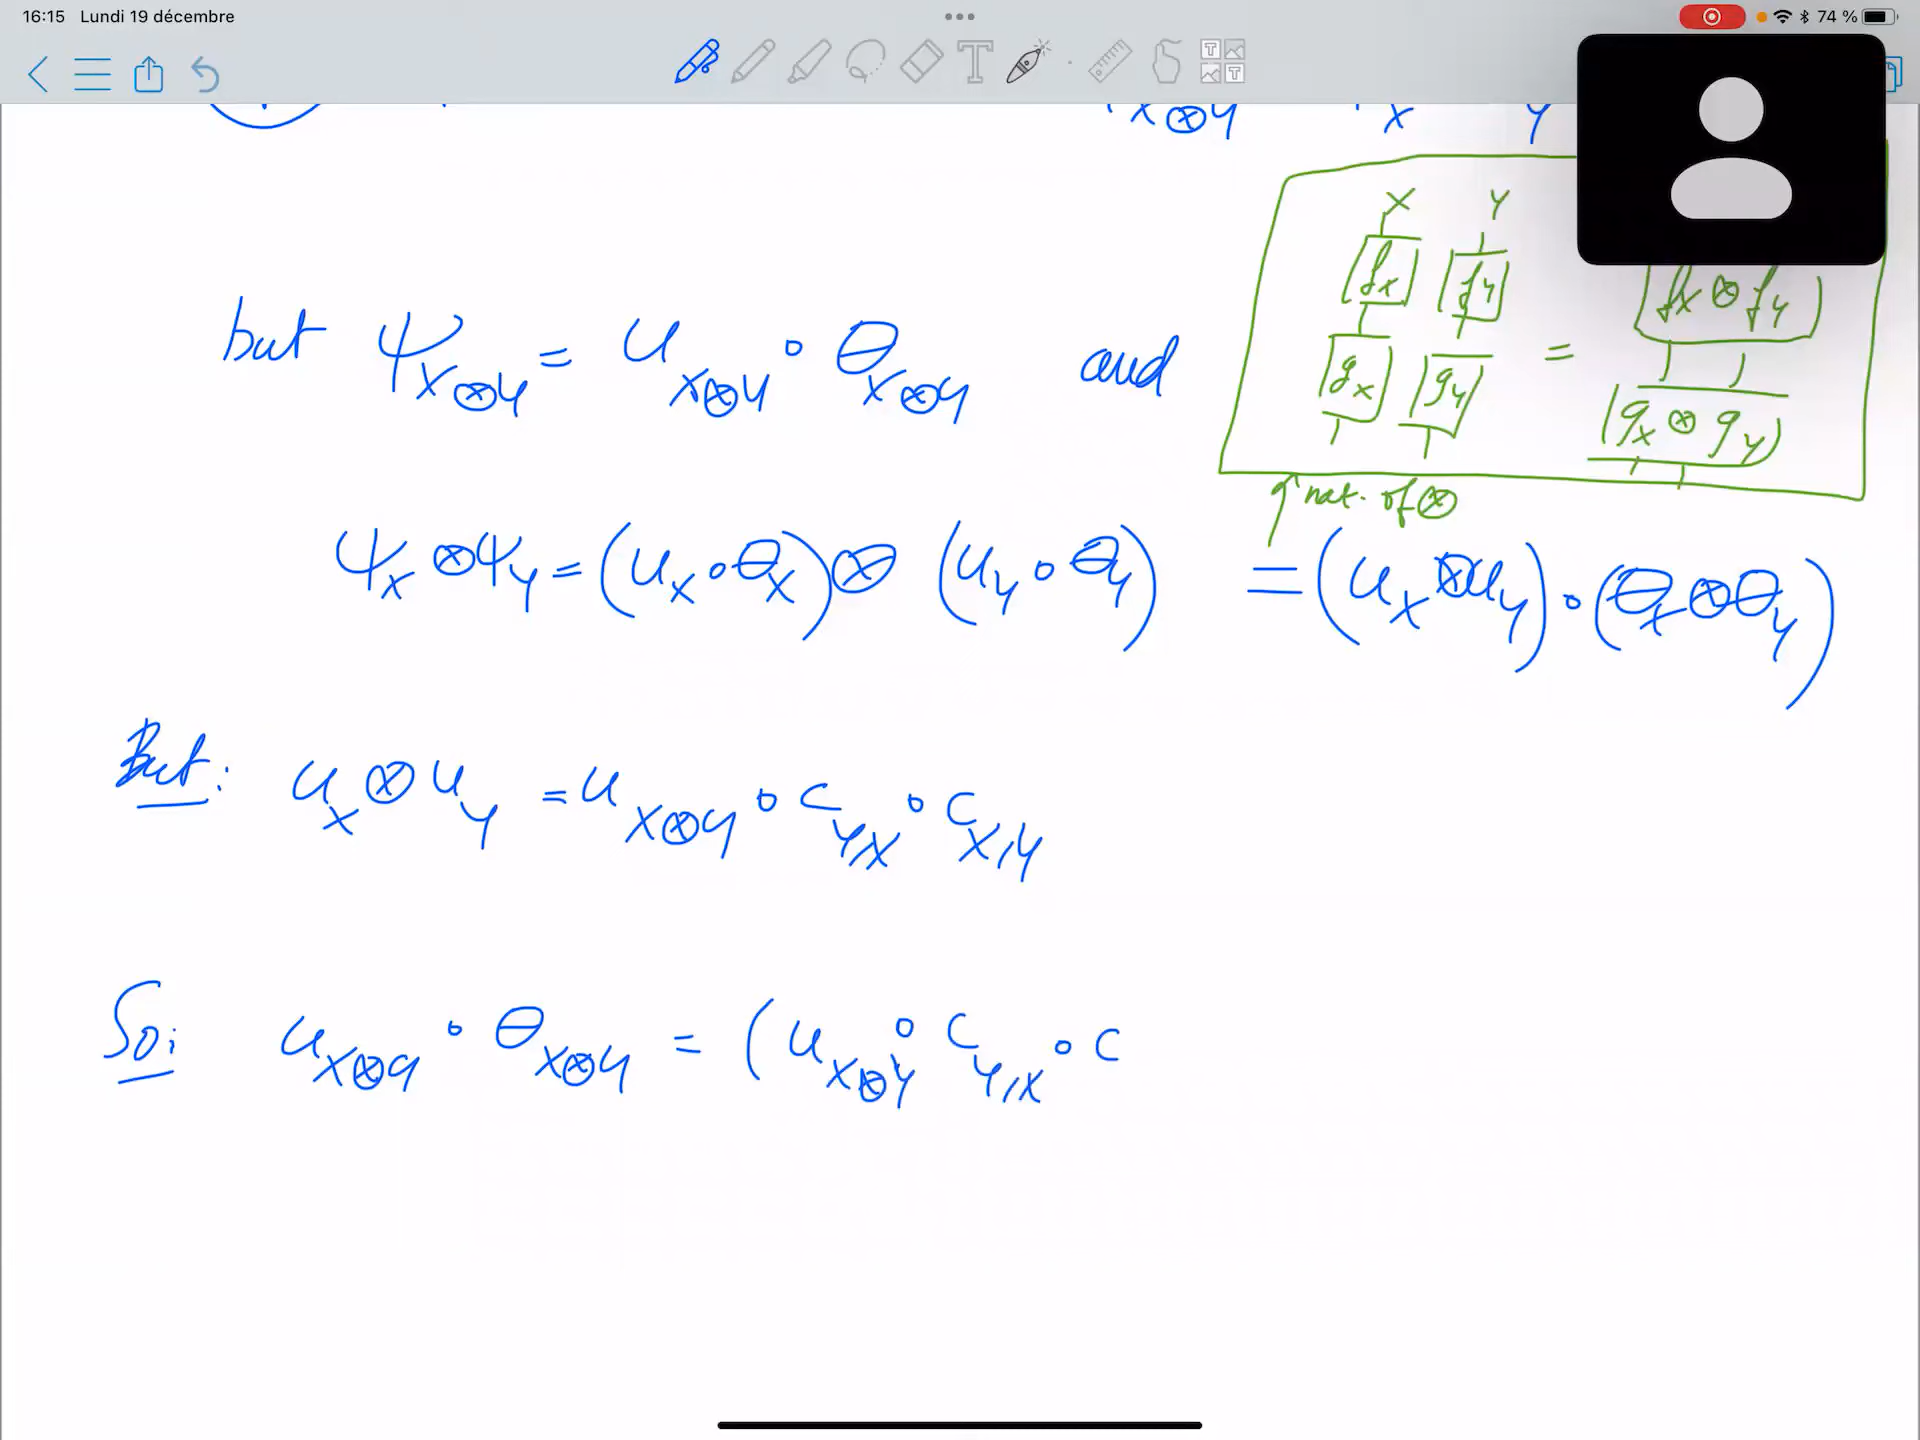 16:15 Lundi 19 décembre 74 %
X⊗Y X Y
X Y
f_X f_Y f_X ⊗ f_Y
=
g_X g_Y g_X ⊗ g_Y
but ψ_{X⊗Y} = u_{X⊗Y} ∘ θ_{X⊗Y} and
nat. of ⊗
ψ_X ⊗ ψ_Y = (u_X ∘ θ_X) ⊗ (u_Y ∘ θ_Y) = (u_X ⊗ u_Y) ∘ (θ_X ⊗ θ_Y)
But: u_X ⊗ u_Y = u_{X⊗Y} ∘ c_{Y,X} ∘ c_{X,Y}
So: u_{X⊗Y} ∘ θ_{X⊗Y} = (u_{X⊗Y} ∘ c_{Y,X} ∘ c